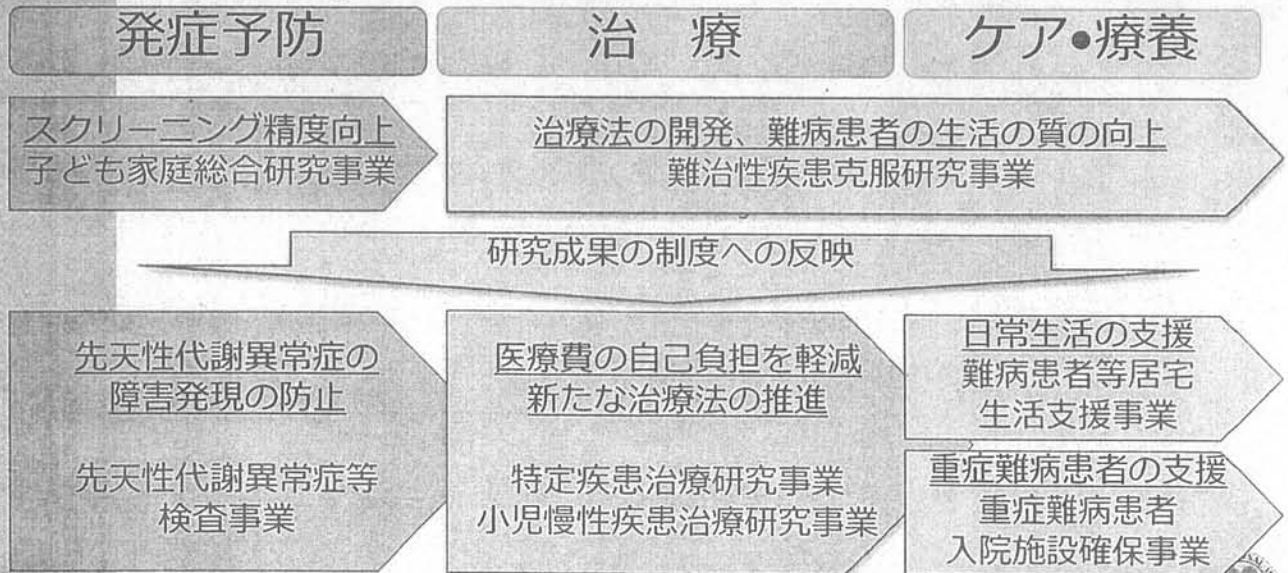 発症予防
治 療
ケア•療養
スクリーニング精度向上
子ども家庭総合研究事業
治療法の開発、難病患者の生活の質の向上
難治性疾患克服研究事業
研究成果の制度への反映
先天性代謝異常症の
障害発現の防止
先天性代謝異常症等
検査事業
医療費の自己負担を軽減
新たな治療法の推進
特定疾患治療研究事業
小児慢性疾患治療研究事業
日常生活の支援
難病患者等居宅
生活支援事業
重症難病患者の支援
重症難病患者
入院施設確保事業